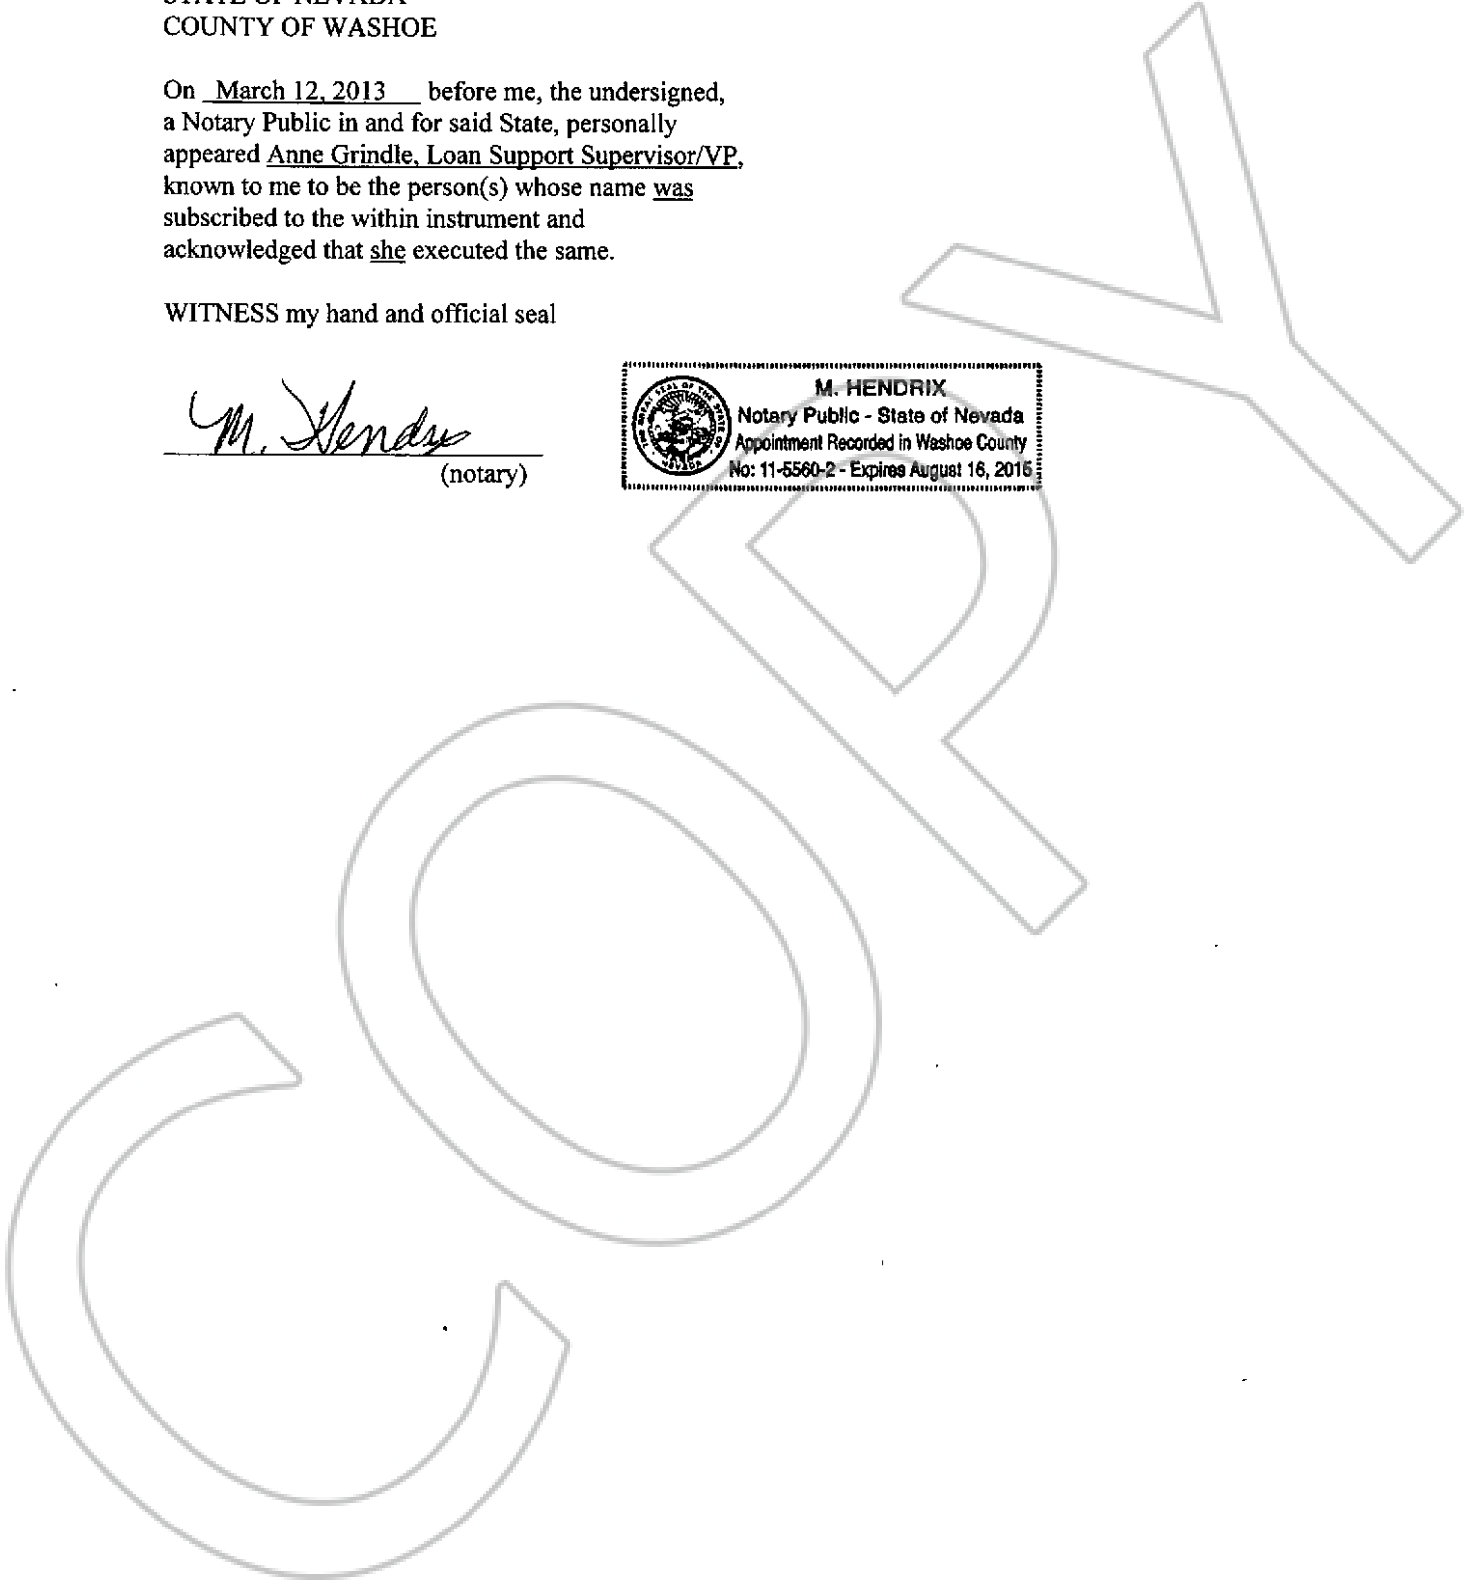 STATE OF NEVADA
COUNTY OF WASHOE
On March 12, 2013 before me, the undersigned,
a Notary Public in and for said State, personally
appeared Anne Grindle, Loan Support Supervisor/VP,
known to me to be the person(s) whose name was
subscribed to the within instrument and
acknowledged that she executed the same.
WITNESS my hand and official seal
M. Hendrix
(notary)
M. HENDRIX
Notary Public - State of Nevada
Appointment Recorded in Washoe County
No: 11-5560-2 - Expires August 16, 2015
COPY